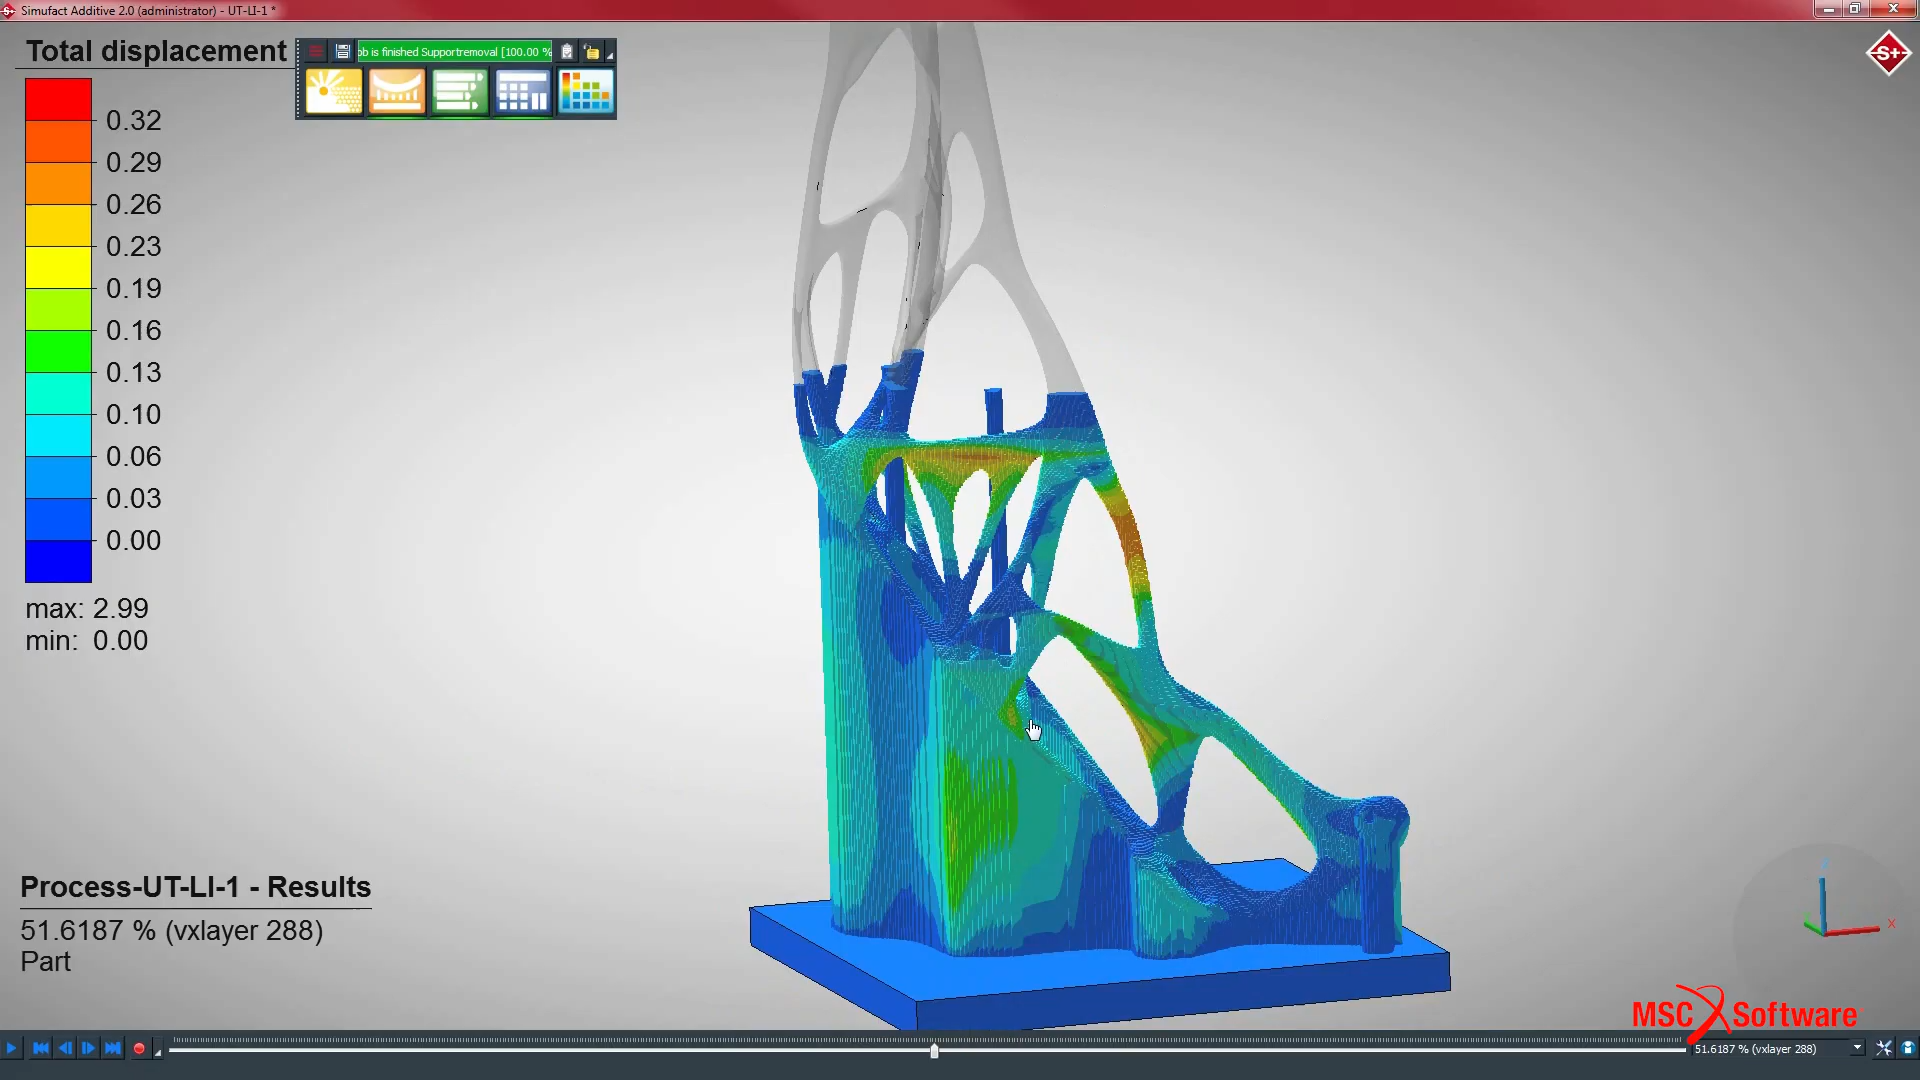 Simufact Additive 2.0 (administrator) - UT-LI-1 *
Total displacement
ob is finished Supportremoval [100.00 %
S+
0.32
0.29
0.26
0.23
0.19
0.16
0.13
0.10
0.06
0.03
0.00
max: 2.99
min: 0.00
Process-UT-LI-1 - Results
51.6187 % (vxlayer 288)
Part
X
MSC Software
51.6187 % (vxlayer 288)